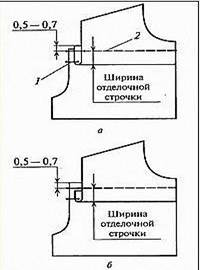 0,5—0,7
2
1
Ширина
отделочной
строчки
а
0,5—0,7
Ширина
отделочной
строчки
б